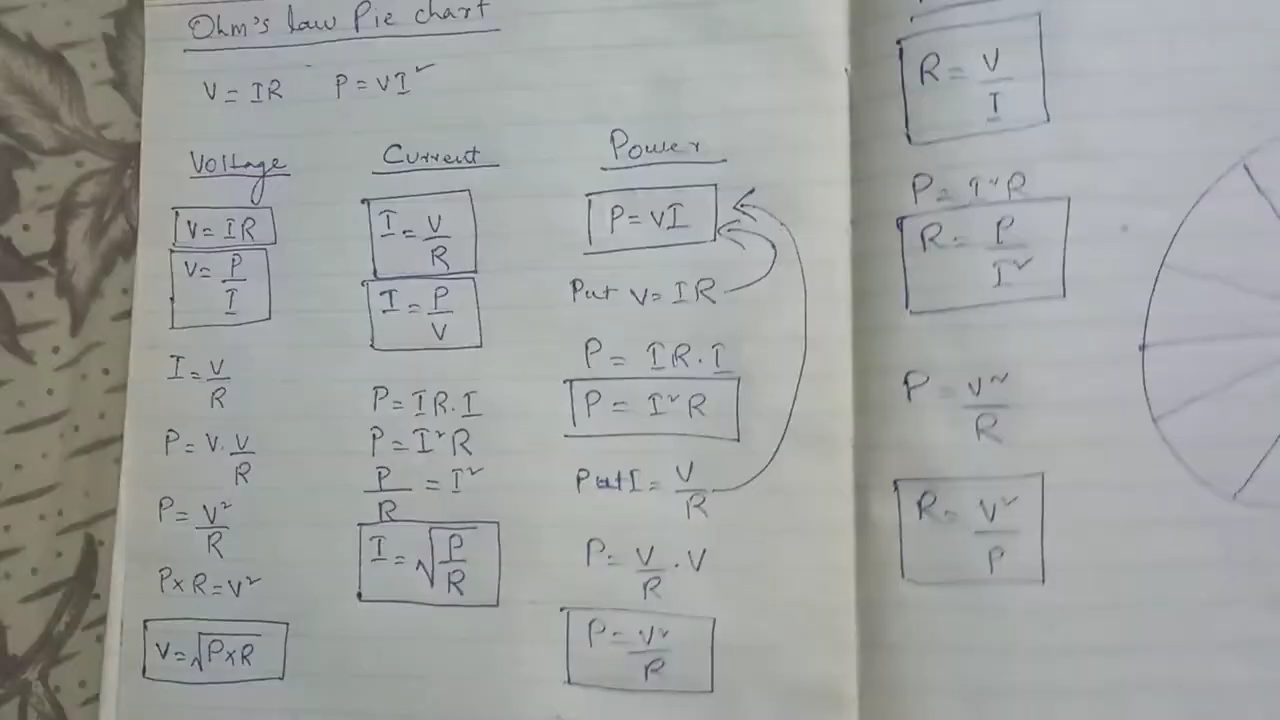 Ohm's law Pie chart
V = IR P = VI²
Voltage
V = IR
V = P/I
I = V/R
P = V. V/R
P = V²/R
P×R = V²
V = √P×R
Current
I = V/R
I = P/V
P = IR.I
P = I²R
P/R = I²
I = √P/R
Power
P = VI
Put V = IR
P = IR.I
P = I²R
Put I = V/R
P = V/R . V
P = V²/R
R = V/I
P = I²R
R = P/I²
P = V²/R
R = V²/P